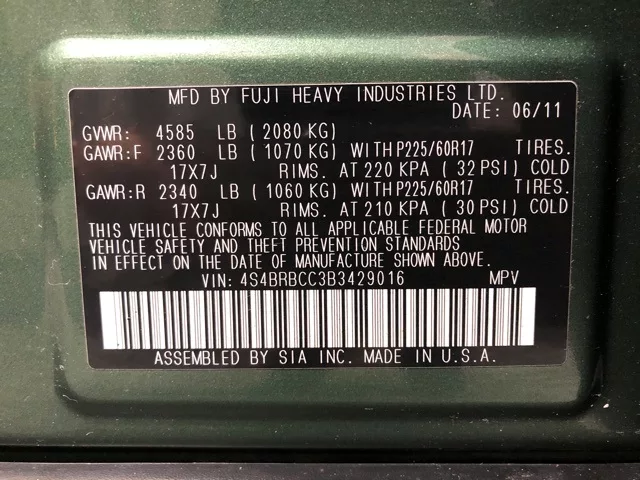 MFD BY FUJI HEAVY INDUSTRIES LTD.
DATE: 06/11
GVWR: 4585 LB (2080 KG)
GAWR:F 2360 LB (1070 KG) WITH P225/60R17 TIRES.
17X7J RIMS. AT 220 KPA (32 PSI) COLD
GAWR:R 2340 LB (1060 KG) WITH P225/60R17 TIRES.
17X7J RIMS. AT 210 KPA (30 PSI) COLD
THIS VEHICLE CONFORMS TO ALL APPLICABLE FEDERAL MOTOR
VEHICLE SAFETY AND THEFT PREVENTION STANDARDS
IN EFFECT ON THE DATE OF MANUFACTURE SHOWN ABOVE.
VIN: 4S4BRBCC3B3429016 MPV
ASSEMBLED BY SIA INC. MADE IN U.S.A.